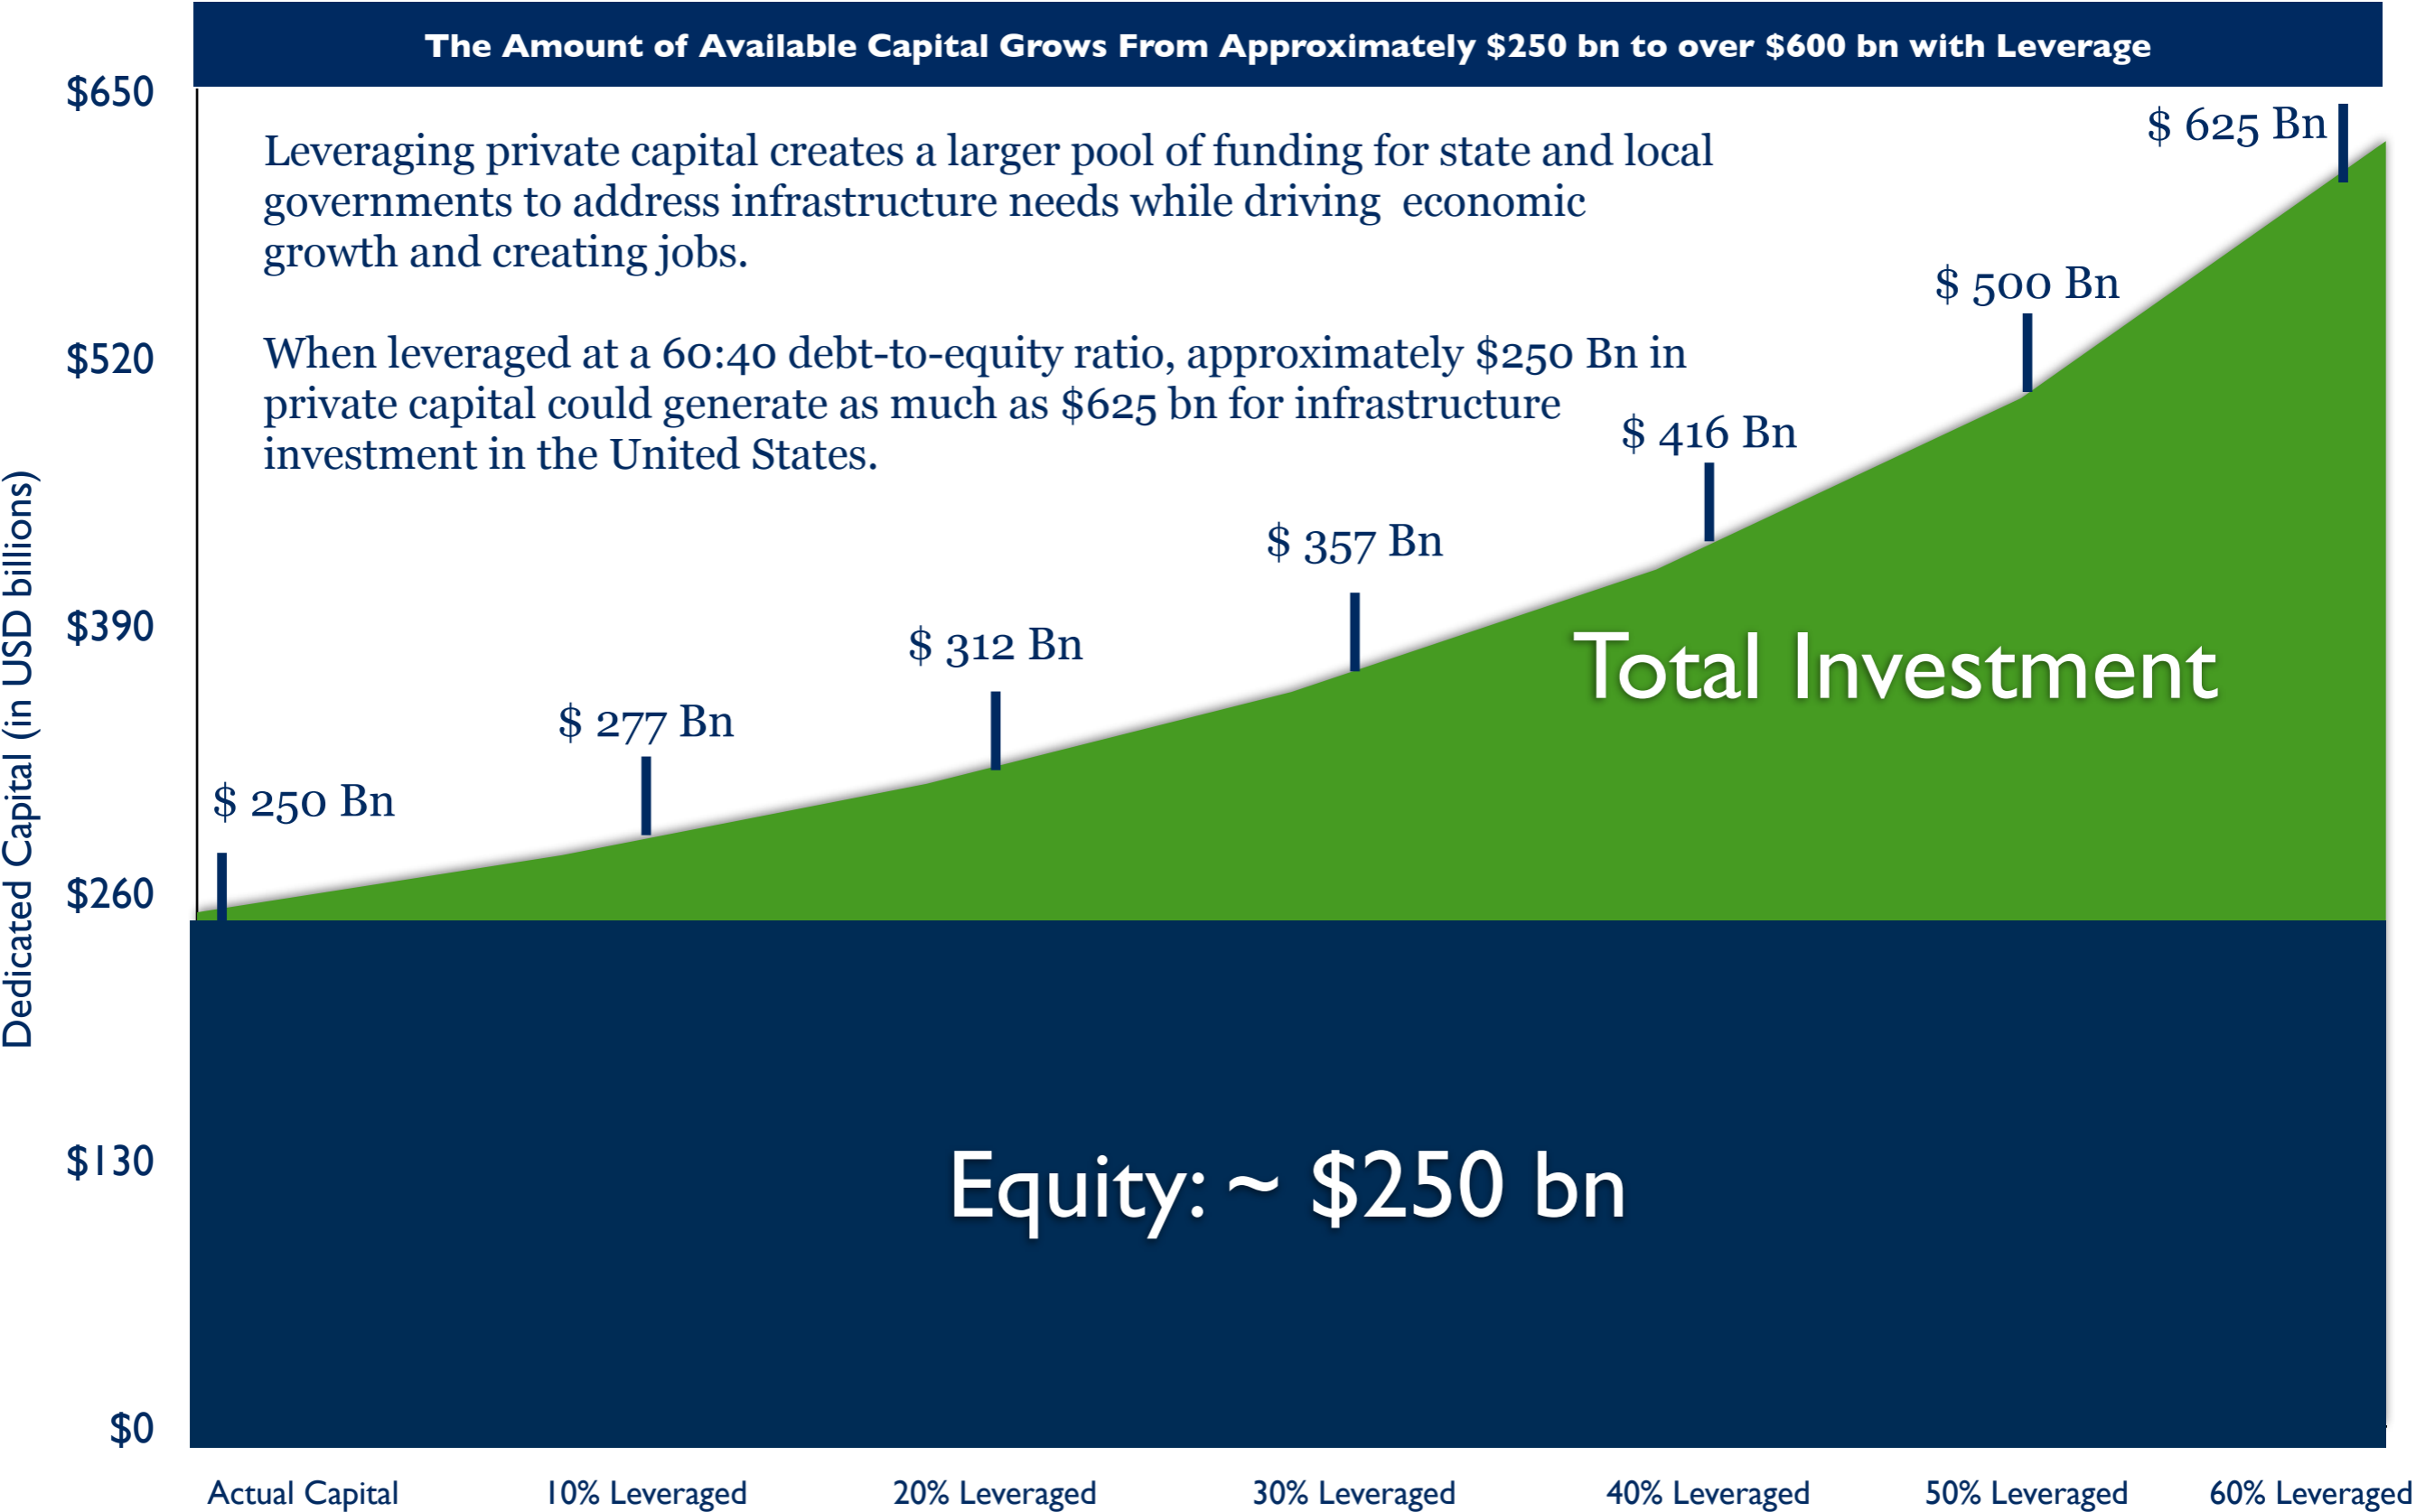 The Amount of Available Capital Grows From Approximately $250 bn to over $600 bn with Leverage
$650
$520
$390
$260
$130
$0
Dedicated Capital (in USD billions)
Leveraging private capital creates a larger pool of funding for state and local
governments to address infrastructure needs while driving economic
growth and creating jobs.
When leveraged at a 60:40 debt-to-equity ratio, approximately $250 Bn in
private capital could generate as much as $625 bn for infrastructure
investment in the United States.
$ 250 Bn
$ 277 Bn
$ 312 Bn
$ 357 Bn
$ 416 Bn
$ 500 Bn
$ 625 Bn
Total Investment
Equity: ~ $250 bn
Actual Capital
10% Leveraged
20% Leveraged
30% Leveraged
40% Leveraged
50% Leveraged
60% Leveraged